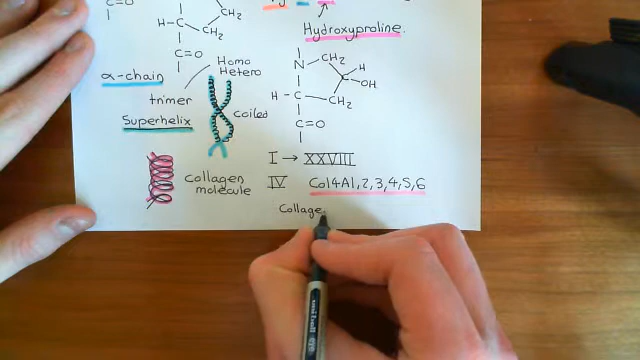 C=O
H-C
CH₂
CH₂
C=O
Hydroxyproline.
N
CH₂
H
C
OH
H-C
CH₂
C=O
α-chain
Homo
Hetero
trimer
Superhelix
Coiled
Collagen
molecule
I → XXVIII
IV Col4A1,2,3,4,5,6
Collage